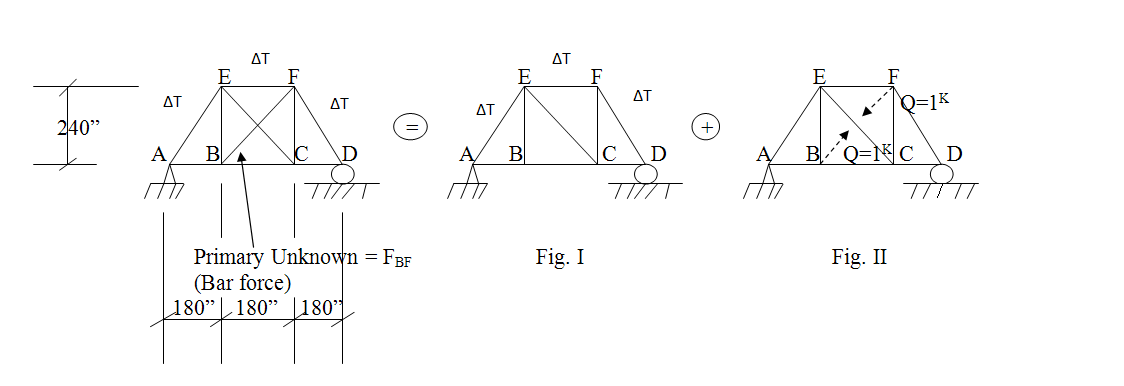 ΔT
E F
ΔT
ΔT
240”
A B C D
Primary Unknown = FBF
(Bar force)
180” 180” 180”
=
ΔT
E F
ΔT
ΔT
A B C D
Fig. I
+
E F
Q=1K
A B Q=1K C D
Fig. II